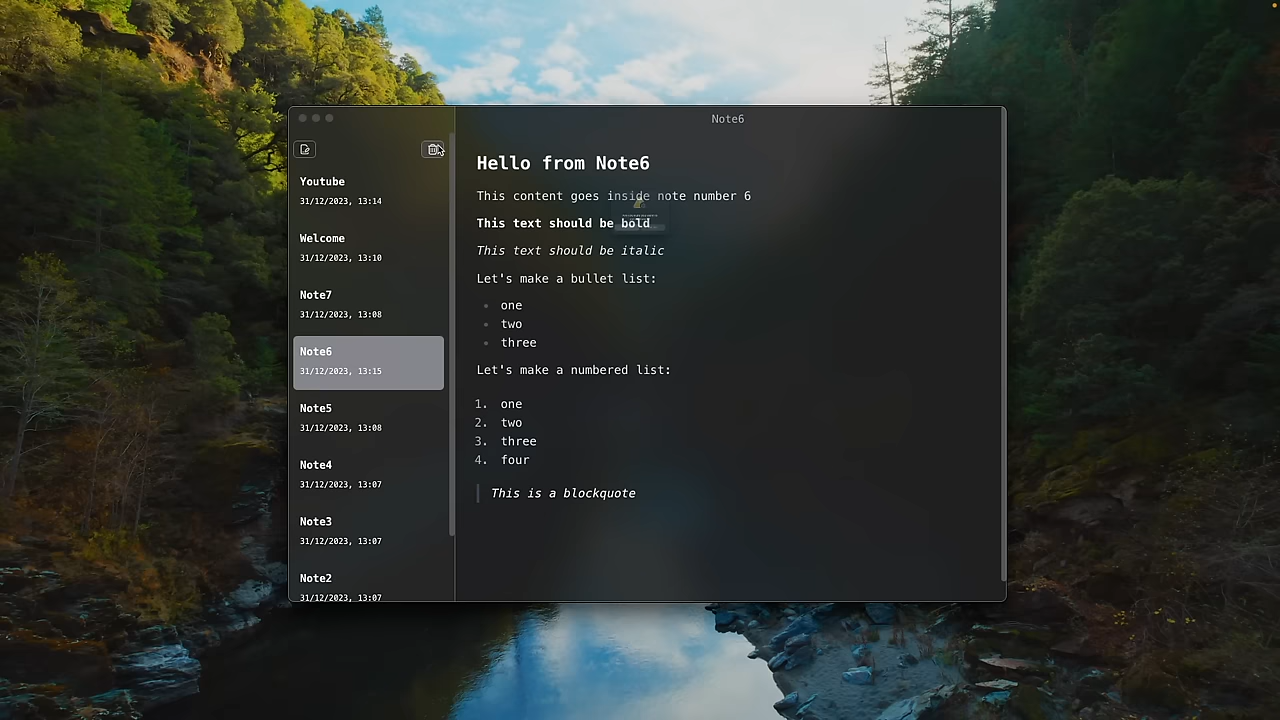 Note6
Youtube
31/12/2023, 13:14
Welcome
31/12/2023, 13:10
Note7
31/12/2023, 13:08
Note6
31/12/2023, 13:15
Note5
31/12/2023, 13:08
Note4
31/12/2023, 13:07
Note3
31/12/2023, 13:07
Note2
31/12/2023, 13:07
Hello from Note6
This content goes inside note number 6
This text should be bold
This text should be italic
Let's make a bullet list:
one
two
three
Let's make a numbered list:
1. one
2. two
3. three
4. four
This is a blockquote